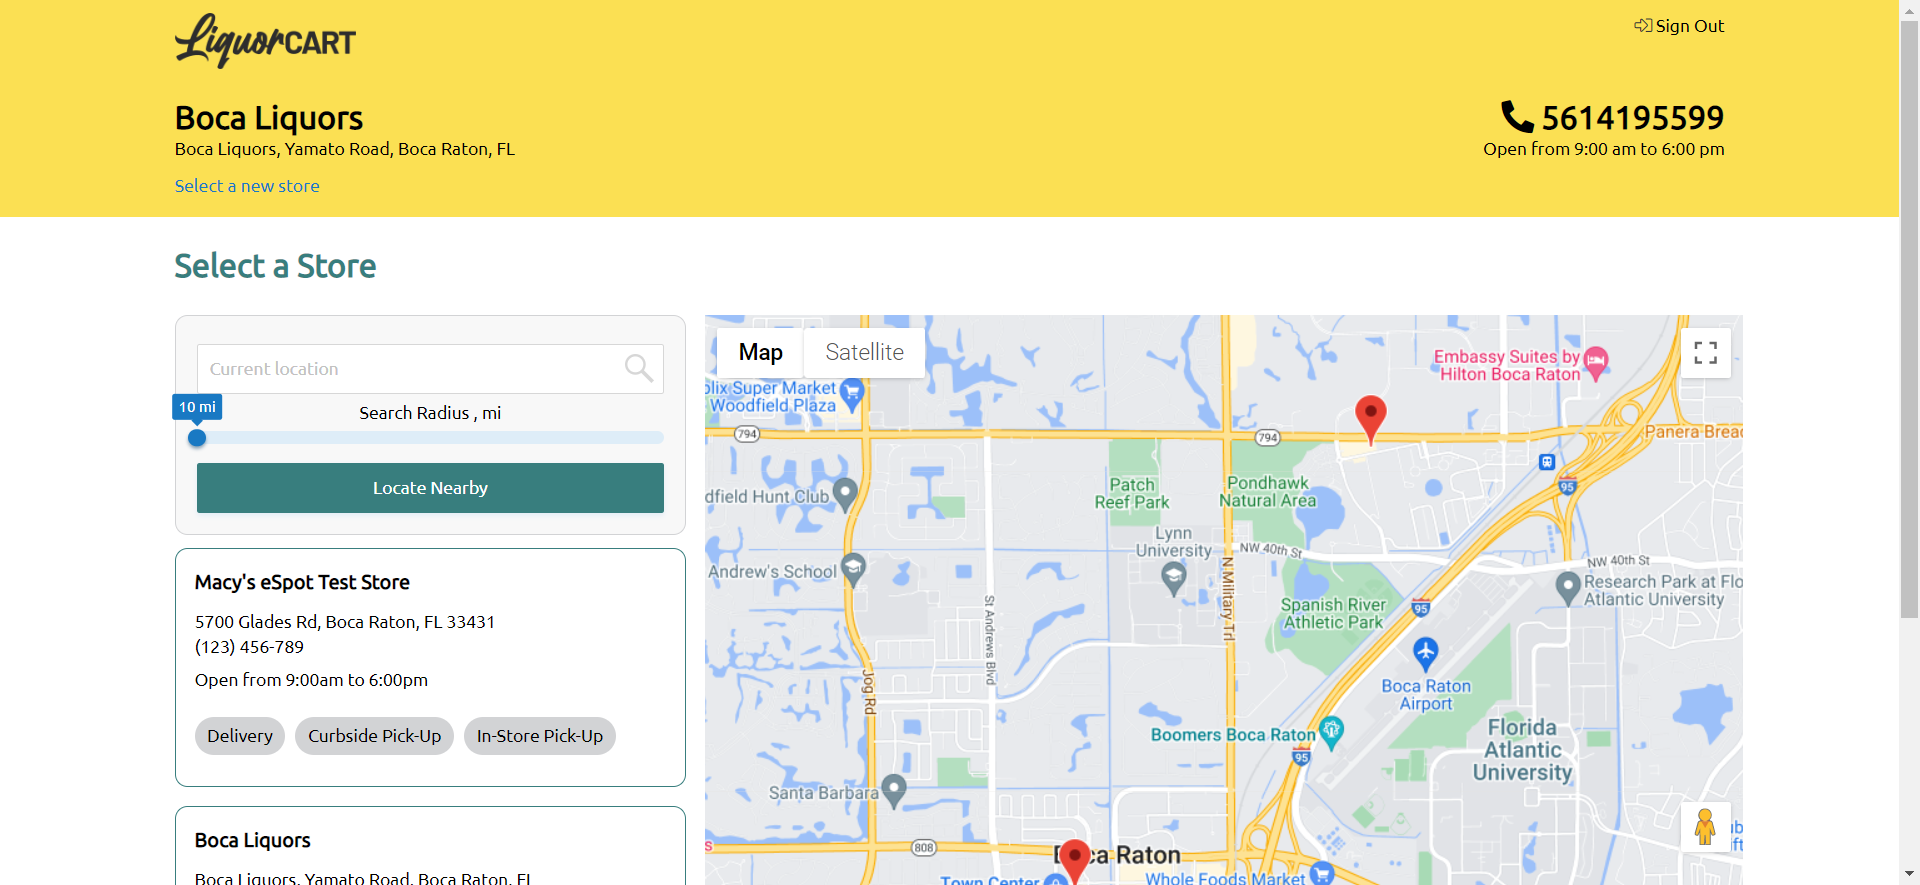 LiquorCART
Sign Out
Boca Liquors
5614195599
Boca Liquors, Yamato Road, Boca Raton, FL
Open from 9:00 am to 6:00 pm
Select a new store
Select a Store
Current location
10 mi
Search Radius , mi
Locate Nearby
Macy's eSpot Test Store
5700 Glades Rd, Boca Raton, FL 33431
(123) 456-789
Open from 9:00am to 6:00pm
Delivery
Curbside Pick-Up
In-Store Pick-Up
Boca Liquors
Boca Liquors, Yamato Road, Boca Raton, FL
Map
Satellite
Embassy Suites by
Hilton Boca Raton
olix Super Market
Woodfield Plaza
794
794
Panera Bread
95
Patch
Reef Park
Pondhawk
Natural Area
dfield Hunt Club
Lynn
University
NW 40th St
NW 40th St
Andrew's School
N Military Trl
Research Park at Flo
Atlantic University
St Andrews Blvd
Spanish River
Athletic Park
95
Jog Rd
Boca Raton
Airport
Boomers Boca Raton
95
Florida
Atlantic
University
Santa Barbara
808
ca Raton
Town Center
Whole Foods Market